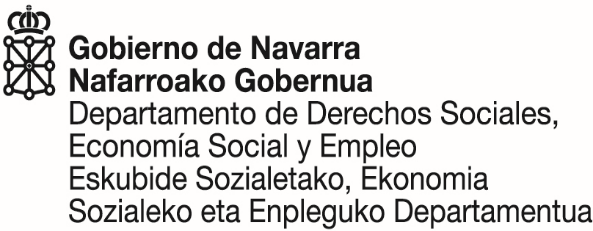 Gobierno de Navarra
Nafarroako Gobernua
Departamento de Derechos Sociales,
Economía Social y Empleo
Eskubide Sozialetako, Ekonomia
Sozialeko eta Enpleguko Departamentua